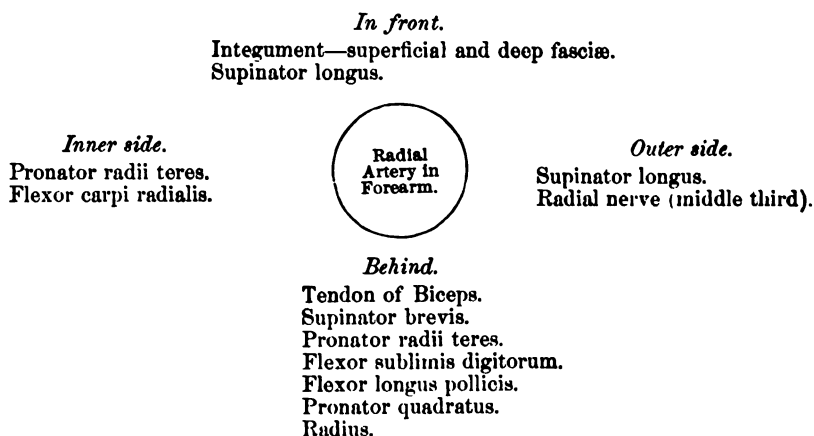 In front.
Integument—superficial and deep fasciæ.
Supinator longus.
Inner side.
Pronator radii teres.
Flexor carpi radialis.
Radial
Artery in
Forearm.
Outer side.
Supinator longus.
Radial nerve (middle third).
Behind.
Tendon of Biceps.
Supinator brevis.
Pronator radii teres.
Flexor sublimis digitorum.
Flexor longus pollicis.
Pronator quadratus.
Radius.